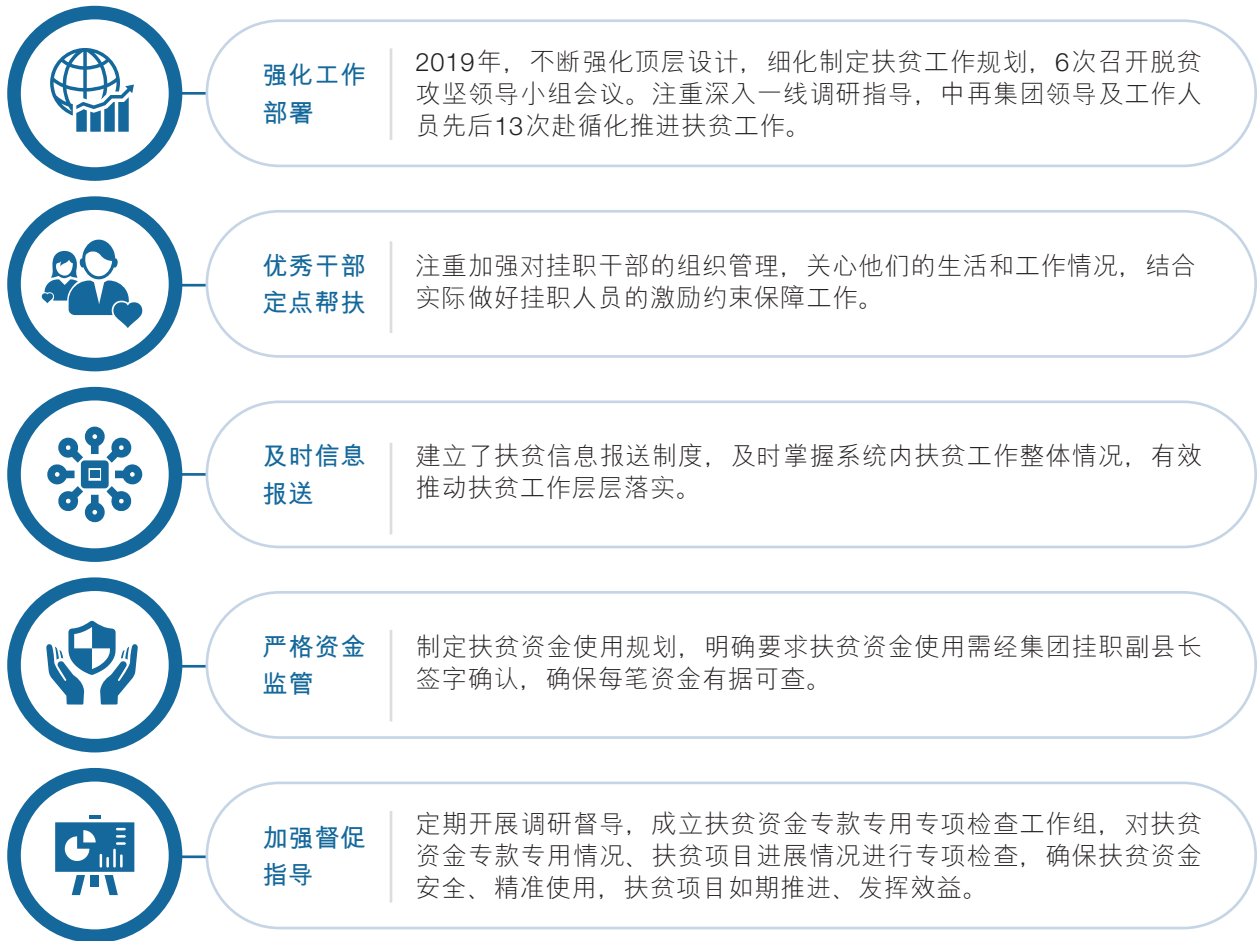 强化工作
部署
2019年，不断强化顶层设计，细化制定扶贫工作规划，6次召开脱贫
攻坚领导小组会议。注重深入一线调研指导，中再集团领导及工作人
员先后13次赴循化推进扶贫工作。
优秀干部
定点帮扶
注重加强对挂职干部的组织管理，关心他们的生活和工作情况，结合
实际做好挂职人员的激励约束保障工作。
及时信息
报送
建立了扶贫信息报送制度，及时掌握系统内扶贫工作整体情况，有效
推动扶贫工作层层落实。
严格资金
监管
制定扶贫资金使用规划，明确要求扶贫资金使用需经集团挂职副县长
签字确认，确保每笔资金有据可查。
加强督促
指导
定期开展调研督导，成立扶贫资金专款专用专项检查工作组，对扶贫
资金专款专用情况、扶贫项目进展情况进行专项检查，确保扶贫资金
安全、精准使用，扶贫项目如期推进、发挥效益。